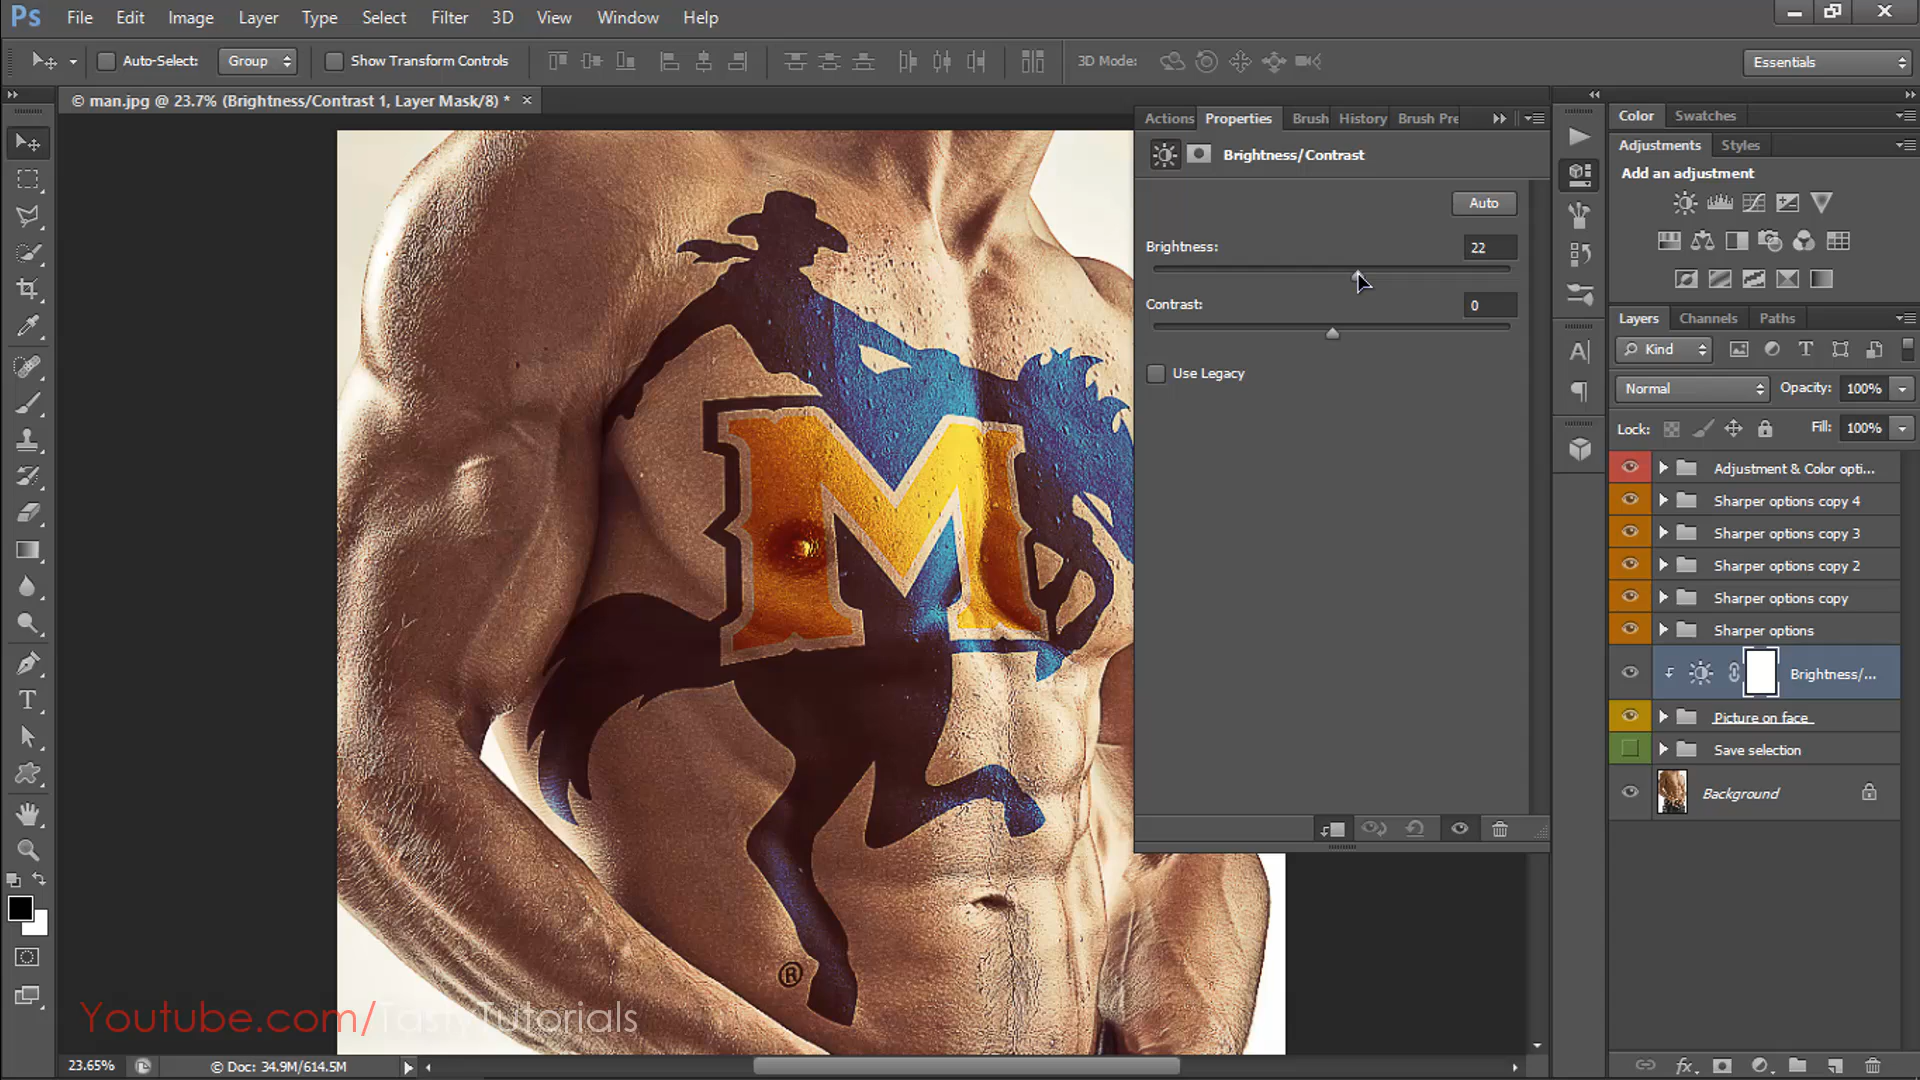 Ps File Edit Image Layer Type Select Filter 3D View Window Help
Auto-Select: Group Show Transform Controls 3D Mode: Essentials
© man.jpg @ 23.7% (Brightness/Contrast 1, Layer Mask/8) * ×
Actions Properties Brush History Brush Pre
Brightness/Contrast
Auto
Brightness: 22
Contrast: 0
Use Legacy
Color Swatches
Adjustments Styles
Add an adjustment
Layers Channels Paths
Kind
Normal Opacity: 100%
Lock: Fill: 100%
Adjustment & Color opti...
Sharper options copy 4
Sharper options copy 3
Sharper options copy 2
Sharper options copy
Sharper options
Brightness/...
Picture on face
Save selection
Background
M
®
Youtube.com/TastyTutorials
23.65% © Doc: 34.9M/614.5M